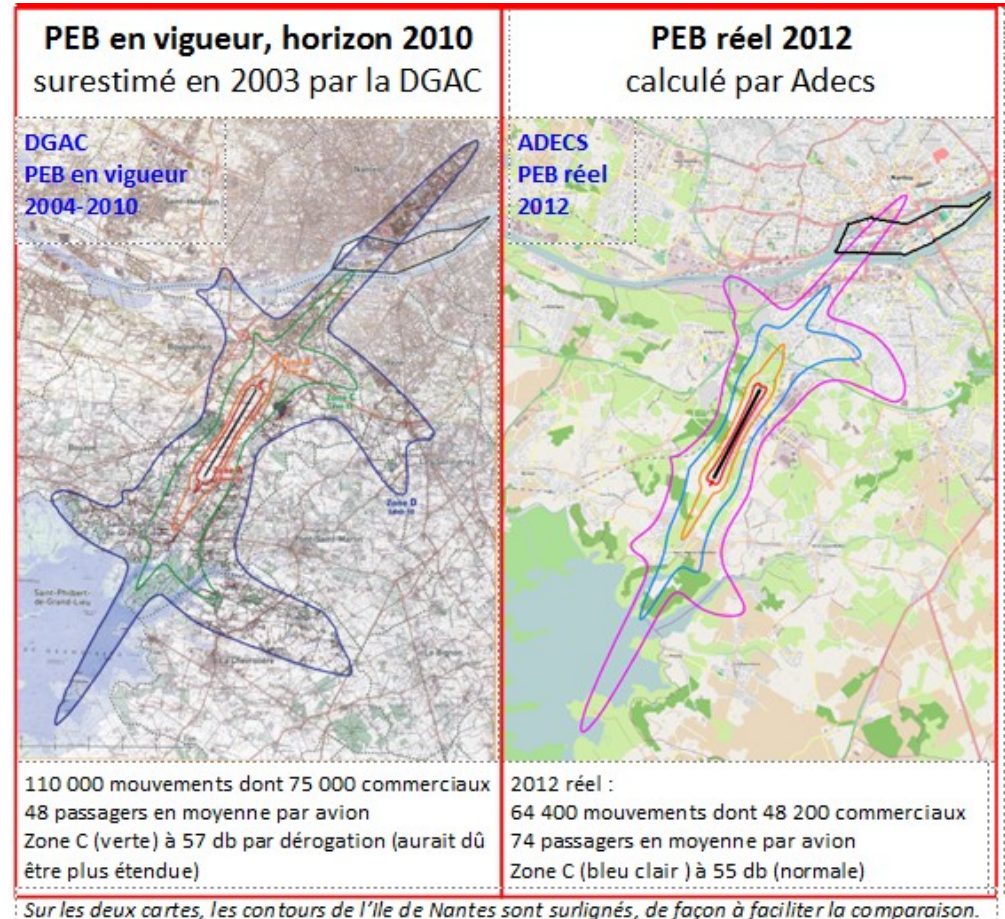 PEB en vigueur, horizon 2010
surestimé en 2003 par la DGAC
DGAC
PEB en vigueur
2004-2010
Zone C
Zone A
Zone D
Saint-Philbert-
de-Grand-Lieu
La Chevrolière
110 000 mouvements dont 75 000 commerciaux
48 passagers en moyenne par avion
Zone C (verte) à 57 db par dérogation (aurait dû
être plus étendue)
PEB réel 2012
calculé par Adecs
ADECS
PEB réel
2012
Nantes
2012 réel :
64 400 mouvements dont 48 200 commerciaux
74 passagers en moyenne par avion
Zone C (bleu clair ) à 55 db (normale)
Sur les deux cartes, les contours de l'Ile de Nantes sont surlignés, de façon à faciliter la comparaison.